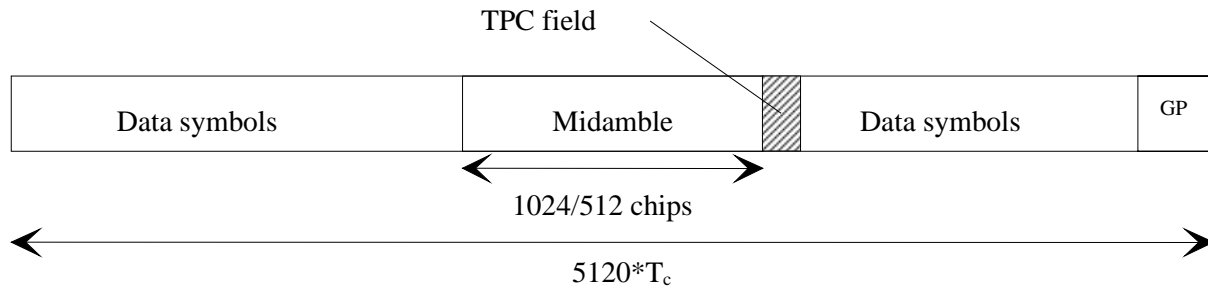 TPC field
Data symbols
Midamble
Data symbols
GP
1024/512 chips
5120*Tc